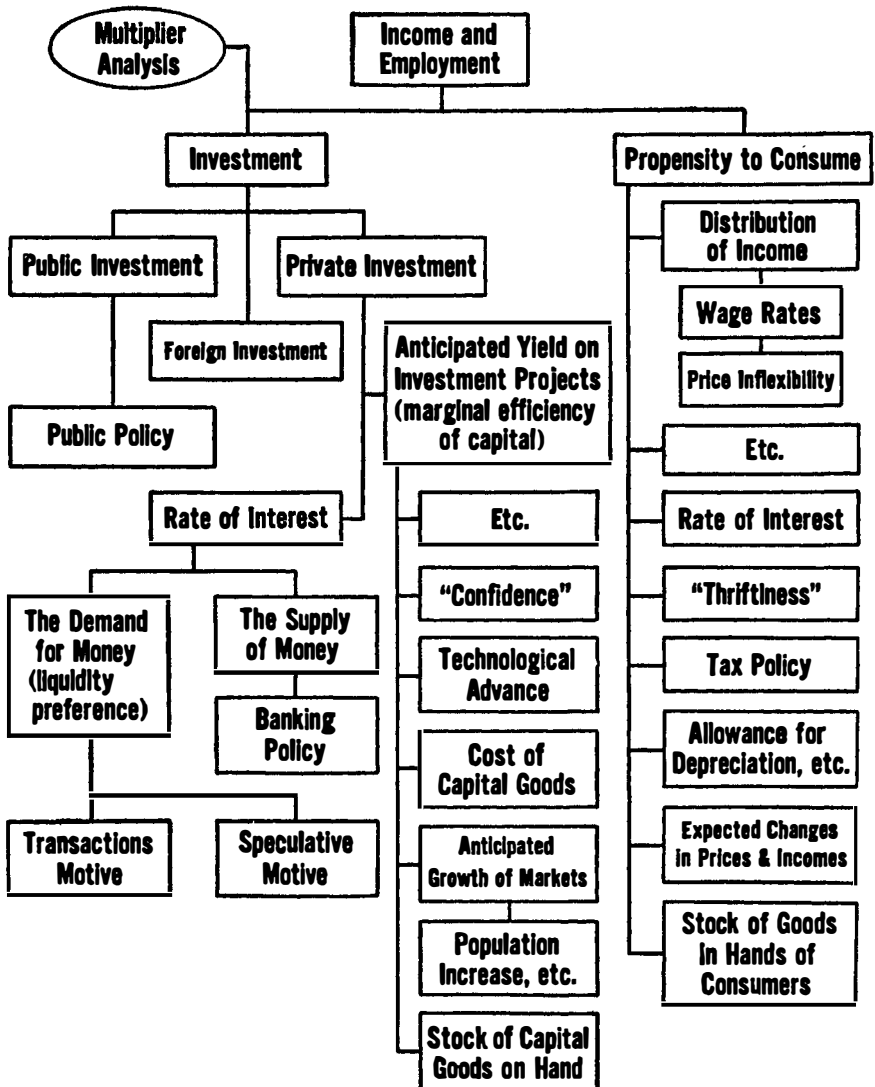 Multiplier
Analysis
Income and
Employment
Investment
Propensity to Consume
Public Investment
Private Investment
Foreign Investment
Public Policy
Rate of Interest
The Demand
for Money
(liquidity
preference)
The Supply
of Money
Banking
Policy
Transactions
Motive
Speculative
Motive
Anticipated Yield on
Investment Projects
(marginal efficiency
of capital)
Etc.
"Confidence"
Technological
Advance
Cost of
Capital Goods
Anticipated
Growth of Markets
Population
Increase, etc.
Stock of Capital
Goods on Hand
Distribution
of Income
Wage Rates
Price Inflexibility
Etc.
Rate of Interest
"Thriftiness"
Tax Policy
Allowance for
Depreciation, etc.
Expected Changes
in Prices & Incomes
Stock of Goods
in Hands of
Consumers